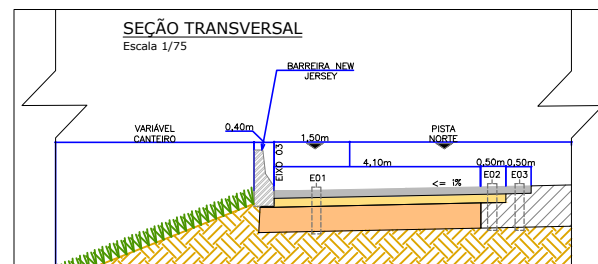 SEÇÃO TRANSVERSAL
Escala 1/75
BARREIRA NEW
JERSEY
VARIÁVEL
CANTEIRO
0,40m
1,50m
PISTA
NORTE
EIXO 03
4,10m
0,50m
0,50m
E01
<= i%
E02
E03